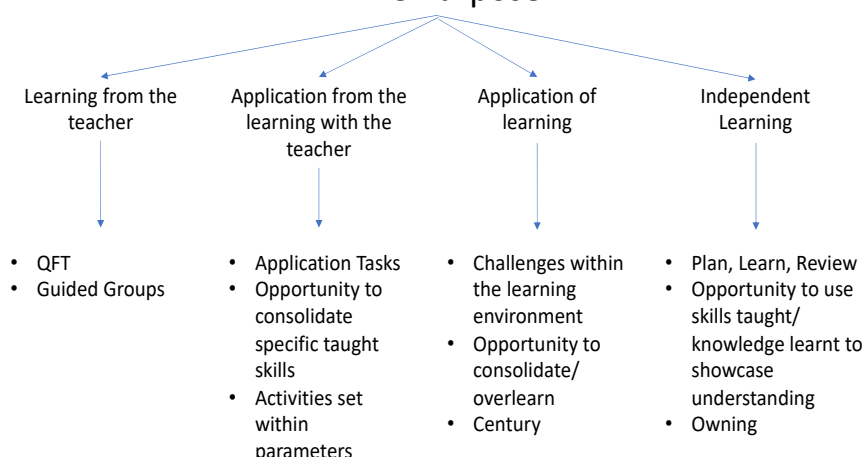 Learning from the
teacher
Application from the
learning with the
teacher
Application of
learning
Independent
Learning
• QFT
• Guided Groups
• Application Tasks
• Opportunity to
consolidate
specific taught
skills
• Activities set
within
parameters
• Challenges within
the learning
environment
• Opportunity to
consolidate/
overlearn
• Century
• Plan, Learn, Review
• Opportunity to use
skills taught/
knowledge learnt to
showcase
understanding
• Owning